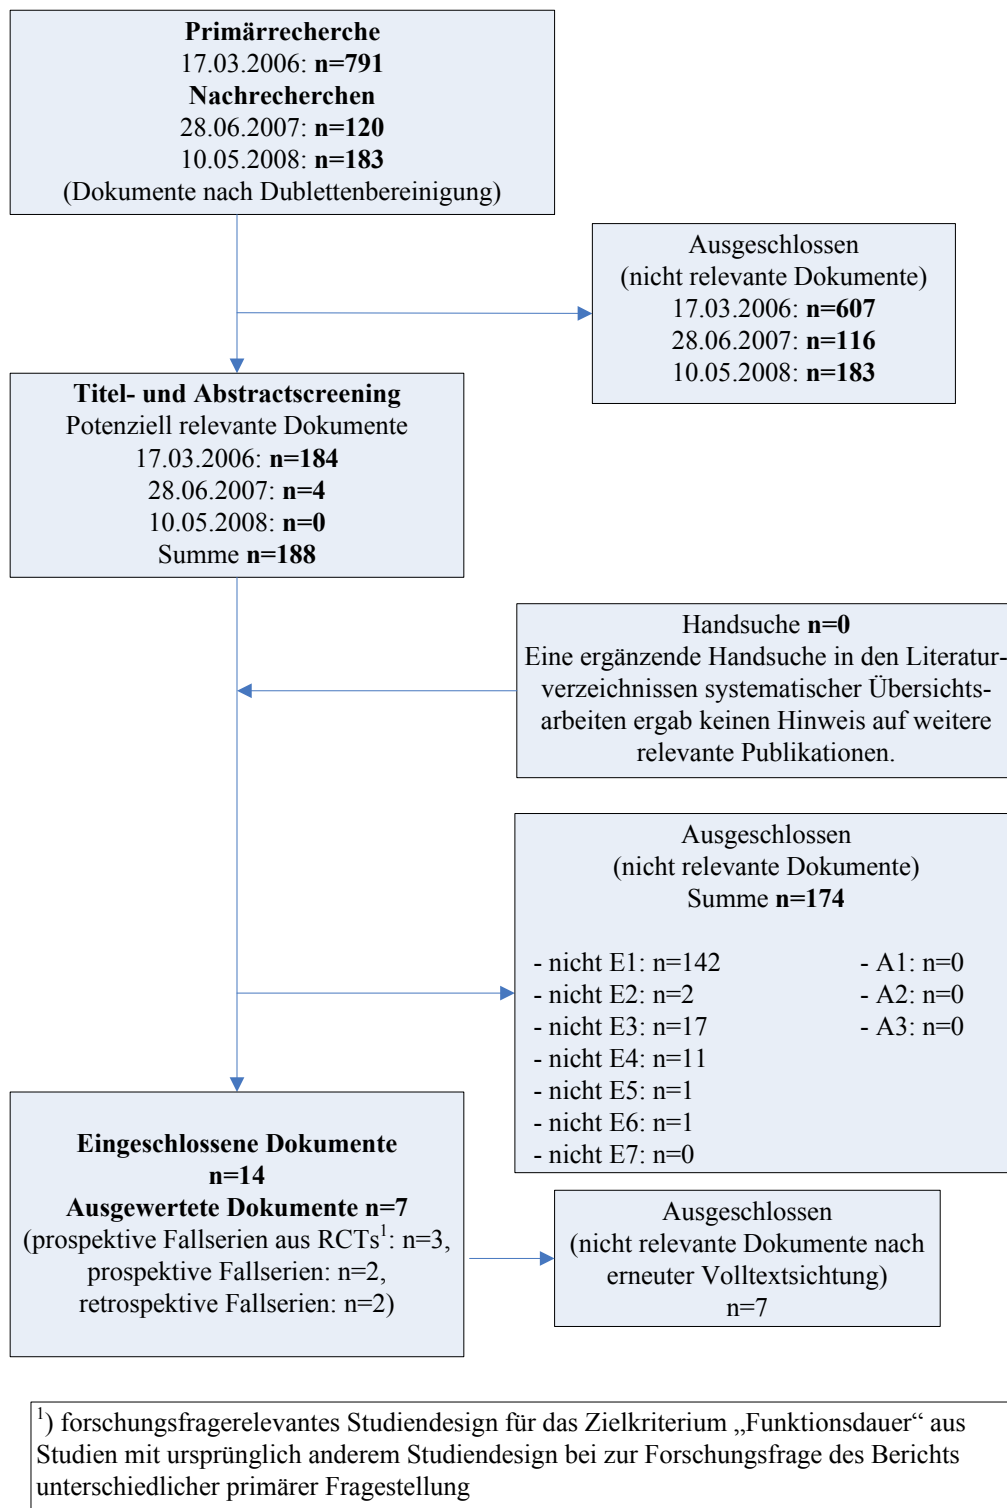 Primärrecherche
17.03.2006: n=791
Nachrecherchen
28.06.2007: n=120
10.05.2008: n=183
(Dokumente nach Dublettenbereinigung)
Ausgeschlossen
(nicht relevante Dokumente)
17.03.2006: n=607
28.06.2007: n=116
10.05.2008: n=183
Titel- und Abstractscreening
Potenziell relevante Dokumente
17.03.2006: n=184
28.06.2007: n=4
10.05.2008: n=0
Summe n=188
Handsuche n=0
Eine ergänzende Handsuche in den Literatur-
verzeichnissen systematischer Übersichts-
arbeiten ergab keinen Hinweis auf weitere
relevante Publikationen.
Ausgeschlossen
(nicht relevante Dokumente)
Summe n=174
- nicht E1: n=142
- nicht E2: n=2
- nicht E3: n=17
- nicht E4: n=11
- nicht E5: n=1
- nicht E6: n=1
- nicht E7: n=0
- A1: n=0
- A2: n=0
- A3: n=0
Eingeschlossene Dokumente
n=14
Ausgewertete Dokumente n=7
(prospektive Fallserien aus RCTs¹: n=3,
prospektive Fallserien: n=2,
retrospektive Fallserien: n=2)
Ausgeschlossen
(nicht relevante Dokumente nach
erneuter Volltextsichtung)
n=7
¹) forschungsfragerelevantes Studiendesign für das Zielkriterium „Funktionsdauer“ aus
Studien mit ursprünglich anderem Studiendesign bei zur Forschungsfrage des Berichts
unterschiedlicher primärer Fragestellung